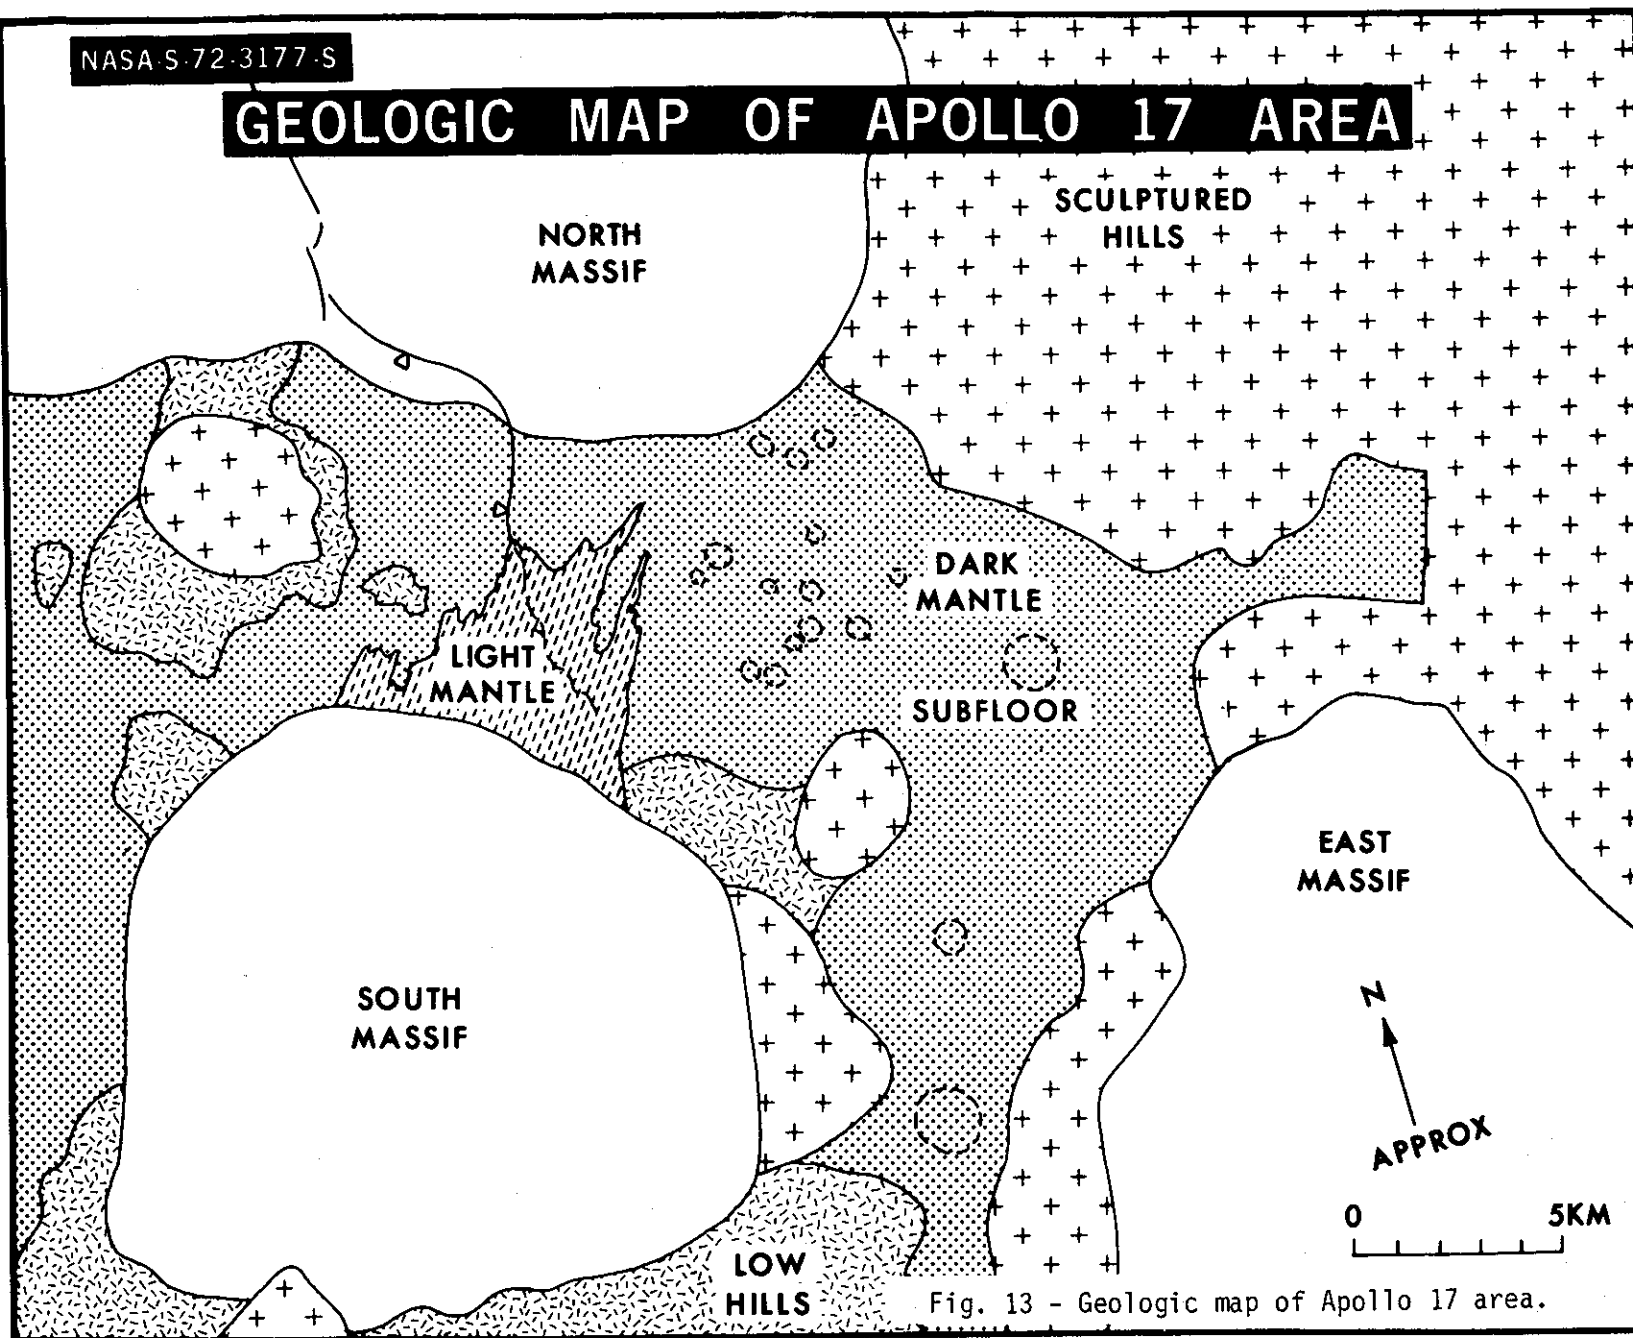 NASA-S-72-3177-S
GEOLOGIC MAP OF APOLLO 17 AREA
SCULPTURED
HILLS
NORTH
MASSIF
DARK
MANTLE
LIGHT
MANTLE
SUBFLOOR
EAST
MASSIF
SOUTH
MASSIF
N
APPROX
0 5KM
LOW
HILLS
Fig. 13 - Geologic map of Apollo 17 area.